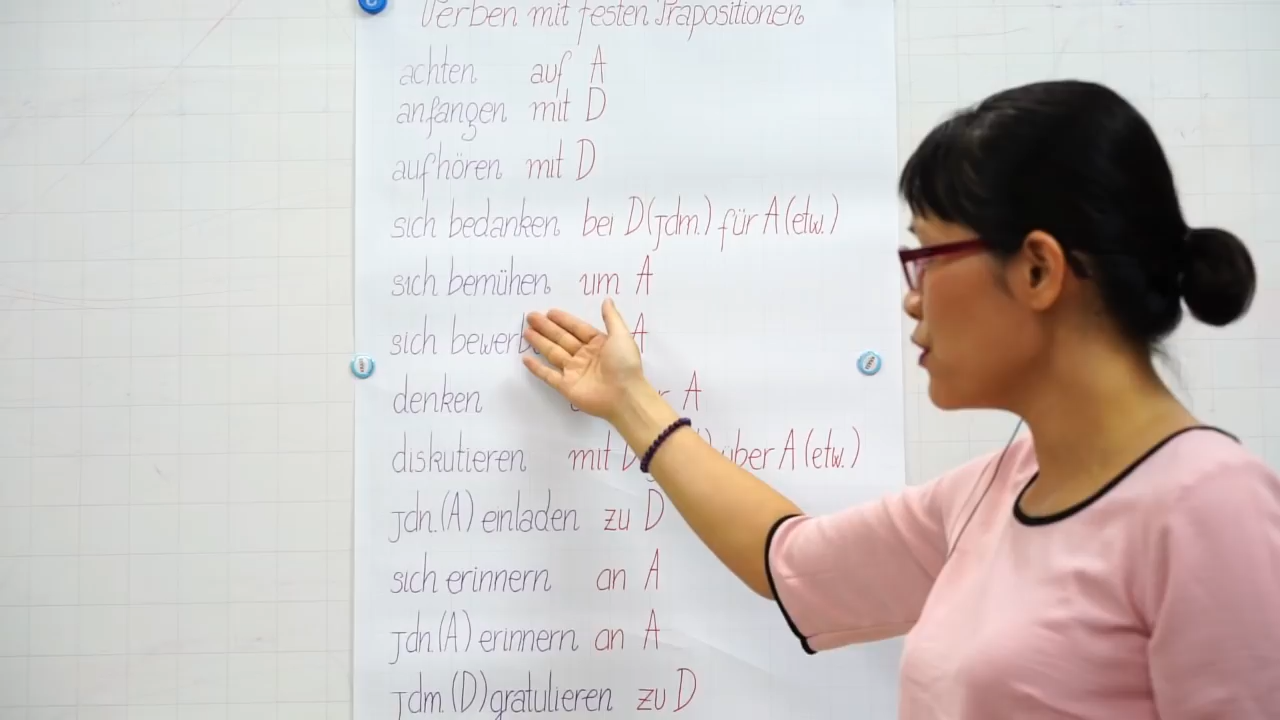 Verben mit festen Präpositionen
achten auf A
anfangen mit D
aufhören mit D
sich bedanken bei D (jdm.) für A (etw.)
sich bemühen um A
sich A
denken A
diskutieren mit über A (etw.)
jdn. (A) einladen zu D
sich erinnern an A
jdn. (A) erinnern an A
jdm. (D) gratulieren zu D